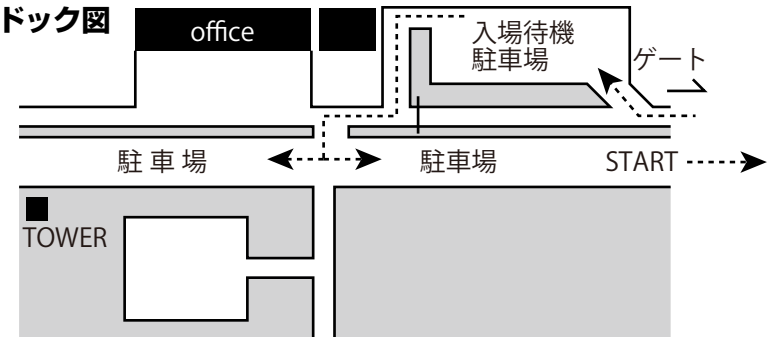 ドック図
office
入場待機
駐車場
ゲート
駐車場
駐車場
START
TOWER